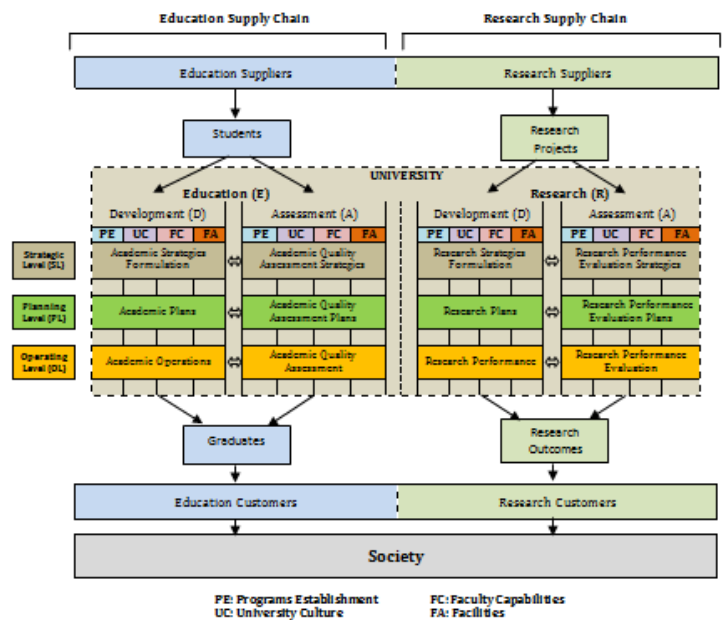 Education Supply Chain
Research Supply Chain
Education Suppliers
Research Suppliers
Students
Research
Projects
UNIVERSITY
Education (E)
Research (R)
Development (D)
Assessment (A)
Development (D)
Assessment (A)
PE UC FC FA
PE UC FC FA
PE UC FC FA
PE UC FC FA
Strategic
Level (SL)
Academic Strategies
Formulation
Academic Quality
Assessment Strategies
Research Strategies
Formulation
Research Performance
Evaluation Strategies
Planning
Level (PL)
Academic Plans
Academic Quality
Assessment Plans
Research Plans
Research Performance
Evaluation Plans
Operating
Level (OL)
Academic Operations
Academic Quality
Assessment
Research Performance
Research Performance
Evaluation
Graduates
Research
Outcomes
Education Customers
Research Customers
Society
PE: Programs Establishment
FC: Faculty Capabilities
UC: University Culture
FA: Facilities